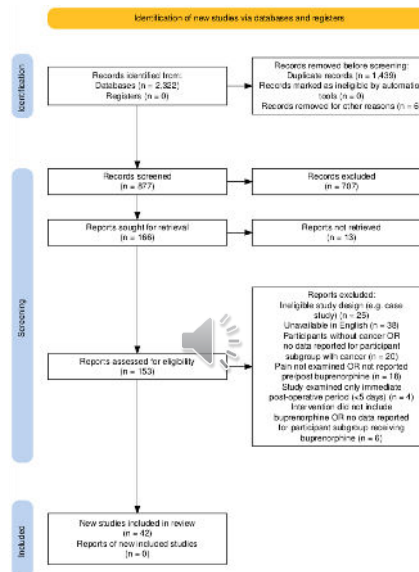 Identification of new studies via databases and registers
Identification
Records identified from:
Databases (n = 2,322)
Registers (n = 0)
Records removed before screening:
Duplicate records (n = 1,439)
Records marked as ineligible by automation
tools (n = 0)
Records removed for other reasons (n = 6
Screening
Records screened
(n = 877)
Records excluded
(n = 707)
Reports sought for retrieval
(n = 166)
Reports not retrieved
(n = 13)
Reports assessed for eligibility
(n = 153)
Reports excluded:
Ineligible study design (e.g. case
study) (n = 25)
Unavailable in English (n = 38)
Participants without cancer OR
no data reported for participant
subgroup with cancer (n = 20)
Pain not examined OR not reported
pre/post buprenorphine (n = 18)
Study examined only immediate
post-operative period (<5 days) (n = 4)
Intervention did not include
buprenorphine OR no data reported
for participant subgroup receiving
buprenorphine (n = 6)
Included
New studies included in review
(n = 42)
Reports of new included studies
(n = 0)